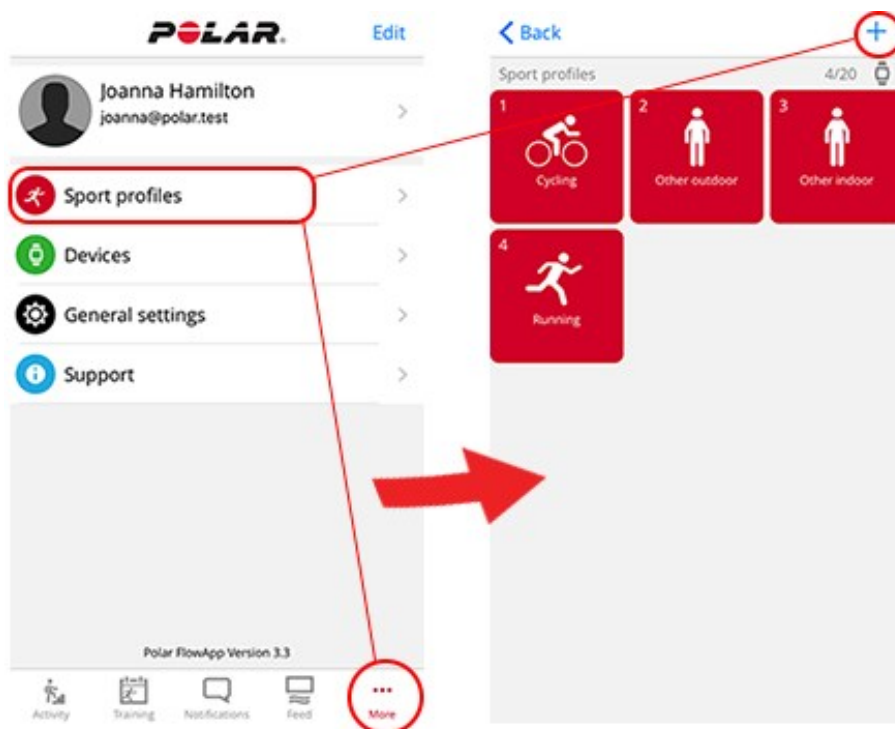 POLAR.
Edit
Joanna Hamilton
joanna@polar.test
Sport profiles
Devices
General settings
Support
Polar FlowApp Version 3.3
Activity
Training
Notifications
Feed
More
Back
+
Sport profiles
4/20
1
Cycling
2
Other outdoor
3
Other indoor
4
Running